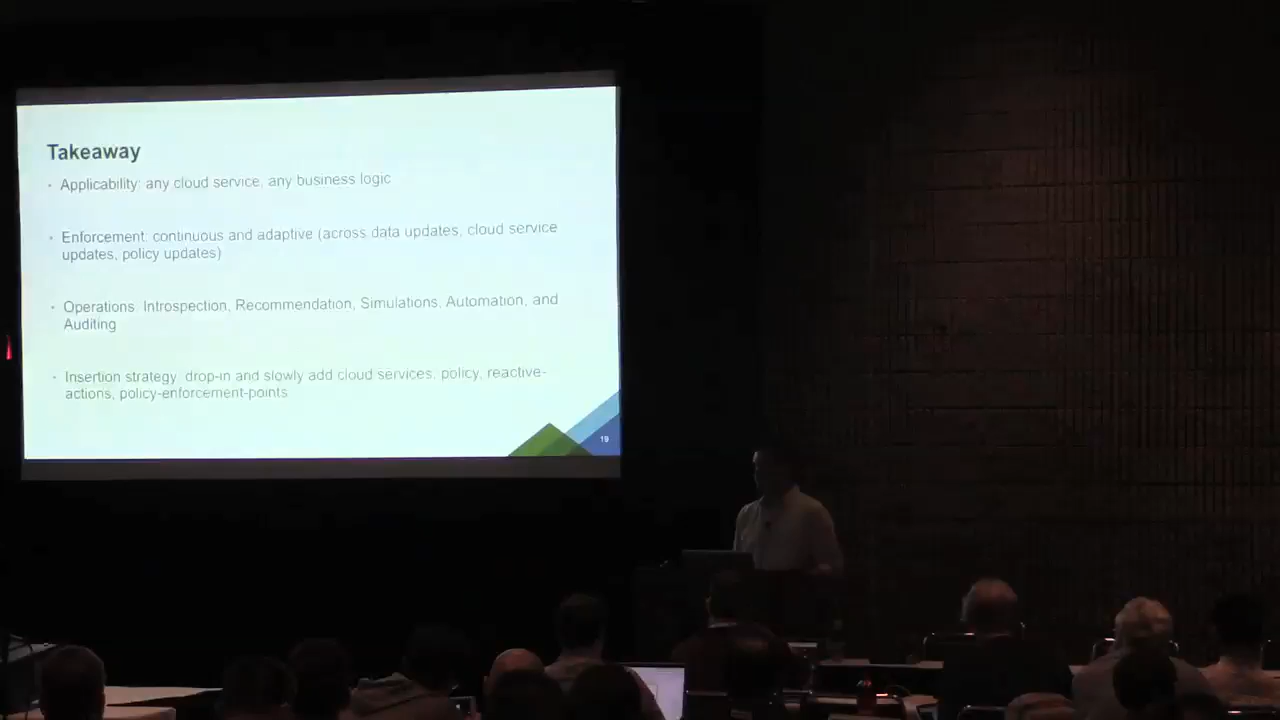 Takeaway
• Applicability: any cloud service, any business logic
• Enforcement: continuous and adaptive (across data updates, cloud service
updates, policy updates)
• Operations: Introspection, Recommendation, Simulations, Automation, and
Auditing
• Insertion strategy: drop-in and slowly add cloud services, policy, reactive-
actions, policy-enforcement-points
19